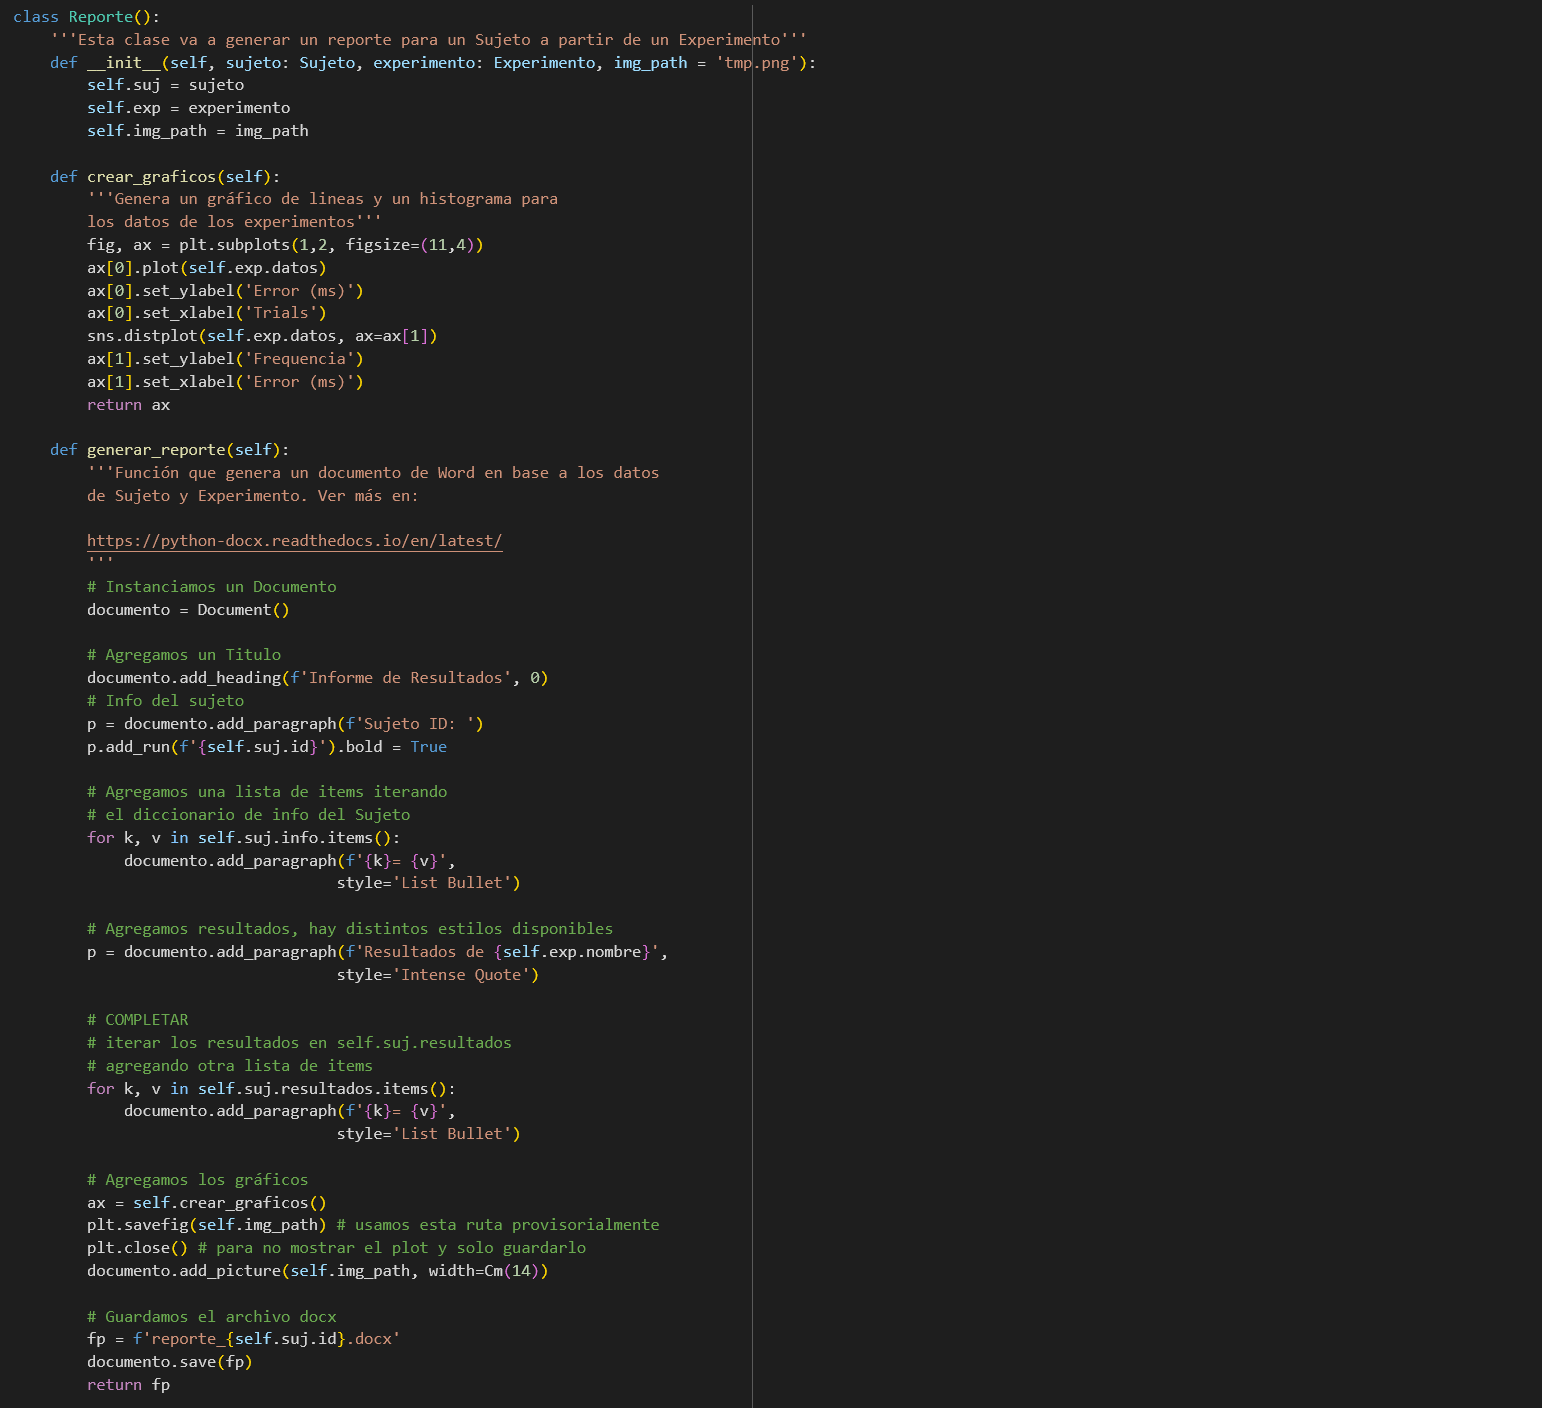 class Reporte():
    '''Esta clase va a generar un reporte para un Sujeto a partir de un Experimento'''
    def __init__(self, sujeto: Sujeto, experimento: Experimento, img_path = 'tmp.png'):
        self.suj = sujeto
        self.exp = experimento
        self.img_path = img_path

    def crear_graficos(self):
        '''Genera un gráfico de lineas y un histograma para
        los datos de los experimentos'''
        fig, ax = plt.subplots(1,2, figsize=(11,4))
        ax[0].plot(self.exp.datos)
        ax[0].set_ylabel('Error (ms)')
        ax[0].set_xlabel('Trials')
        sns.distplot(self.exp.datos, ax=ax[1])
        ax[1].set_ylabel('Frequencia')
        ax[1].set_xlabel('Error (ms)')
        return ax

    def generar_reporte(self):
        '''Función que genera un documento de Word en base a los datos
        de Sujeto y Experimento. Ver más en:

        https://python-docx.readthedocs.io/en/latest/
        '''
        # Instanciamos un Documento
        documento = Document()

        # Agregamos un Titulo
        documento.add_heading(f'Informe de Resultados', 0)
        # Info del sujeto
        p = documento.add_paragraph(f'Sujeto ID: ')
        p.add_run(f'{self.suj.id}').bold = True

        # Agregamos una lista de items iterando
        # el diccionario de info del Sujeto
        for k, v in self.suj.info.items():
            documento.add_paragraph(f'{k}= {v}',
                                   style='List Bullet')

        # Agregamos resultados, hay distintos estilos disponibles
        p = documento.add_paragraph(f'Resultados de {self.exp.nombre}',
                                   style='Intense Quote')

        # COMPLETAR
        # iterar los resultados en self.suj.resultados
        # agregando otra lista de items
        for k, v in self.suj.resultados.items():
            documento.add_paragraph(f'{k}= {v}',
                                   style='List Bullet')

        # Agregamos los gráficos
        ax = self.crear_graficos()
        plt.savefig(self.img_path) # usamos esta ruta provisorialmente
        plt.close() # para no mostrar el plot y solo guardarlo
        documento.add_picture(self.img_path, width=Cm(14))

        # Guardamos el archivo docx
        fp = f'reporte_{self.suj.id}.docx'
        documento.save(fp)
        return fp